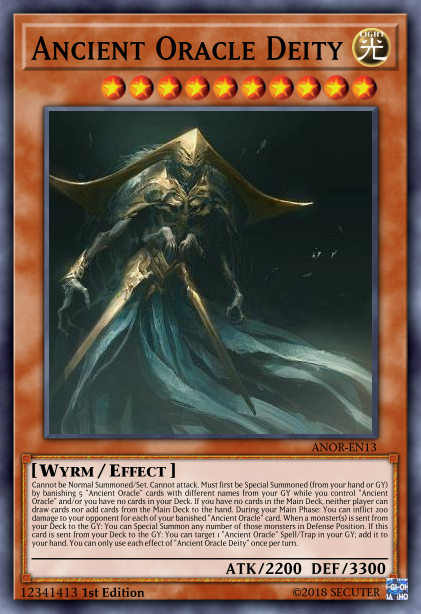 ANCIENT ORACLE DEITY
LIGHT
光
ANOR-EN13
[WYRM/EFFECT]
Cannot be Normal Summoned/Set. Cannot attack. Must first be Special Summoned (from your hand or GY)
by banishing 5 "Ancient Oracle" cards with different names from your GY while you control "Ancient
Oracle" and/or you have no cards in your Deck. If you have no cards in the Main Deck, neither player can
draw cards nor add cards from the Main Deck to the hand. During your Main Phase: You can inflict 200
damage to your opponent for each of your banished "Ancient Oracle" card. When a monster(s) is sent from
your Deck to the GY: You can Special Summon any number of those monsters in Defense Position. If this
card is sent from your Deck to the GY: You can target 1 "Ancient Oracle" Spell/Trap in your GY; add it to
your hand. You can only use each effect of "Ancient Oracle Deity" once per turn.
ATK/2200 DEF/3300
12341413 1st Edition
©2018 SECUTER